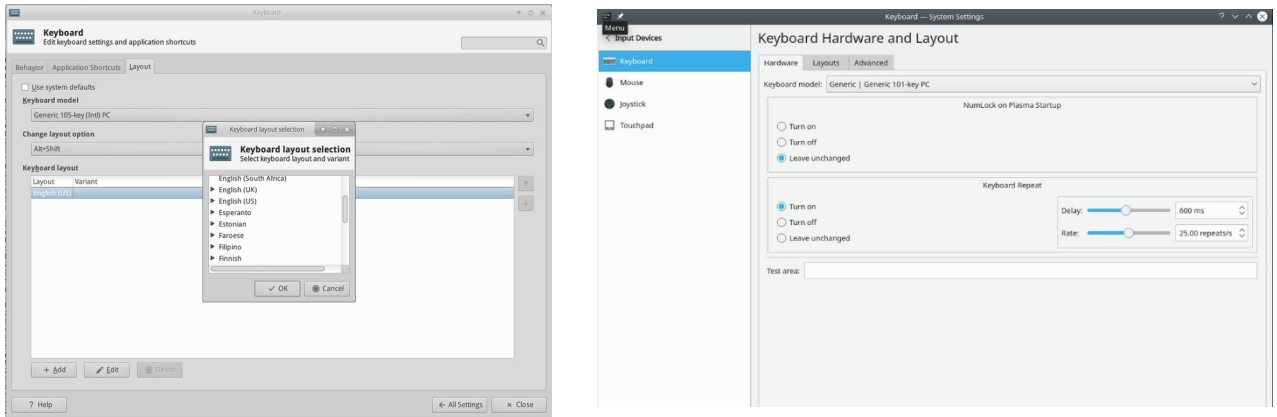 Keyboard
Keyboard
Edit keyboard settings and application shortcuts
Behavior Application Shortcuts Layout
Use system defaults
Keyboard model
Generic 105-key (Intl) PC
Change layout option
Alt+Shift
Keyboard layout
Layout Variant
English (US)
Keyboard layout selection
Keyboard layout selection
Select keyboard layout and variant
English (South Africa)
English (UK)
English (US)
Esperanto
Estonian
Faroese
Filipino
Finnish
OK Cancel
Add Edit Delete
Help All Settings Close
Keyboard — System Settings
Menu
Input Devices
Keyboard
Mouse
Joystick
Touchpad
Keyboard Hardware and Layout
Hardware Layouts Advanced
Keyboard model: Generic | Generic 101-key PC
NumLock on Plasma Startup
Turn on
Turn off
Leave unchanged
Keyboard Repeat
Turn on
Turn off
Leave unchanged
Delay: 600 ms
Rate: 25.00 repeats/s
Test area: